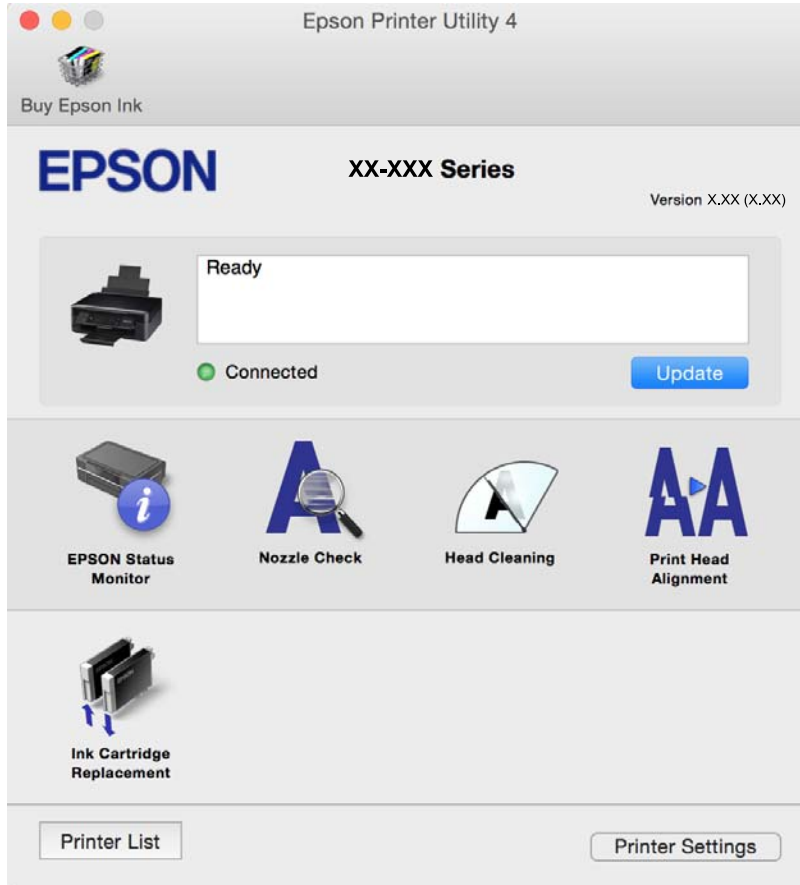 Epson Printer Utility 4
Buy Epson Ink
EPSON
XX-XXX Series
Version X.XX (X.XX)
Ready
Connected
Update
EPSON Status
Monitor
Nozzle Check
Head Cleaning
Print Head
Alignment
Ink Cartridge
Replacement
Printer List
Printer Settings